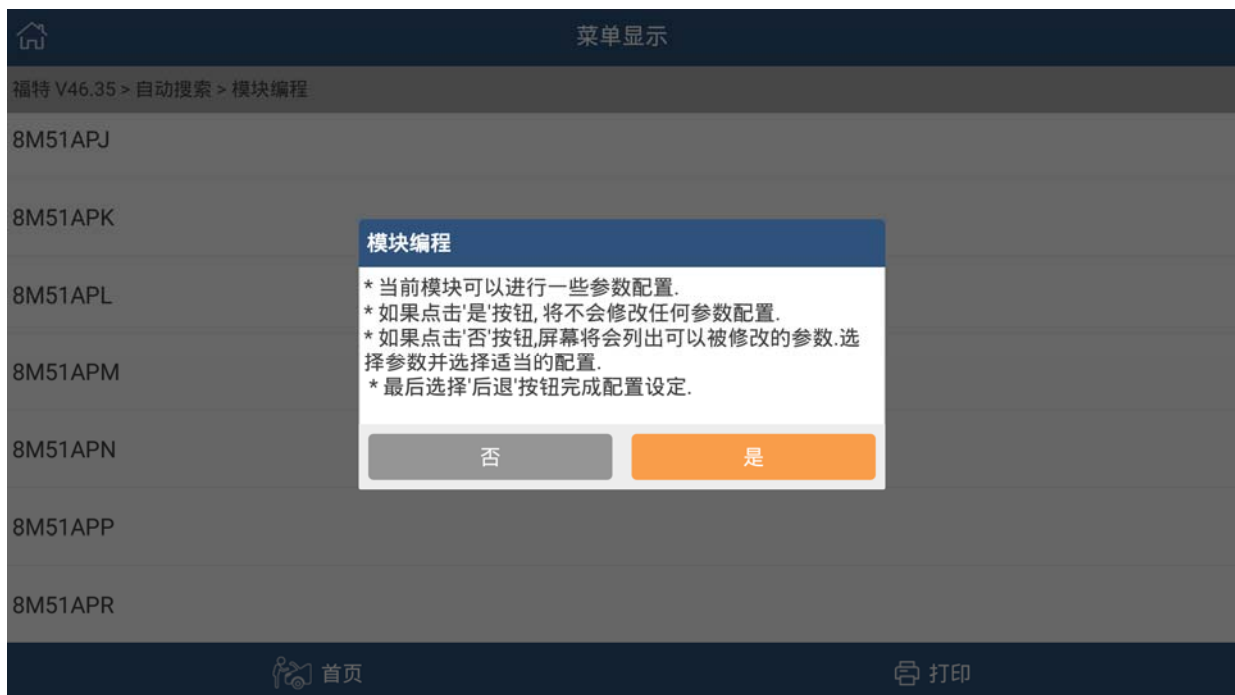 菜单显示
福特 V46.35 > 自动搜索 > 模块编程
8M51APJ
8M51APK
8M51APL
8M51APM
8M51APN
8M51APP
8M51APR
模块编程
* 当前模块可以进行一些参数配置.
* 如果点击'是'按钮, 将不会修改任何参数配置.
* 如果点击'否'按钮,屏幕将会列出可以被修改的参数.选
择参数并选择适当的配置.
* 最后选择'后退'按钮完成配置设定.
否
是
首页
打印